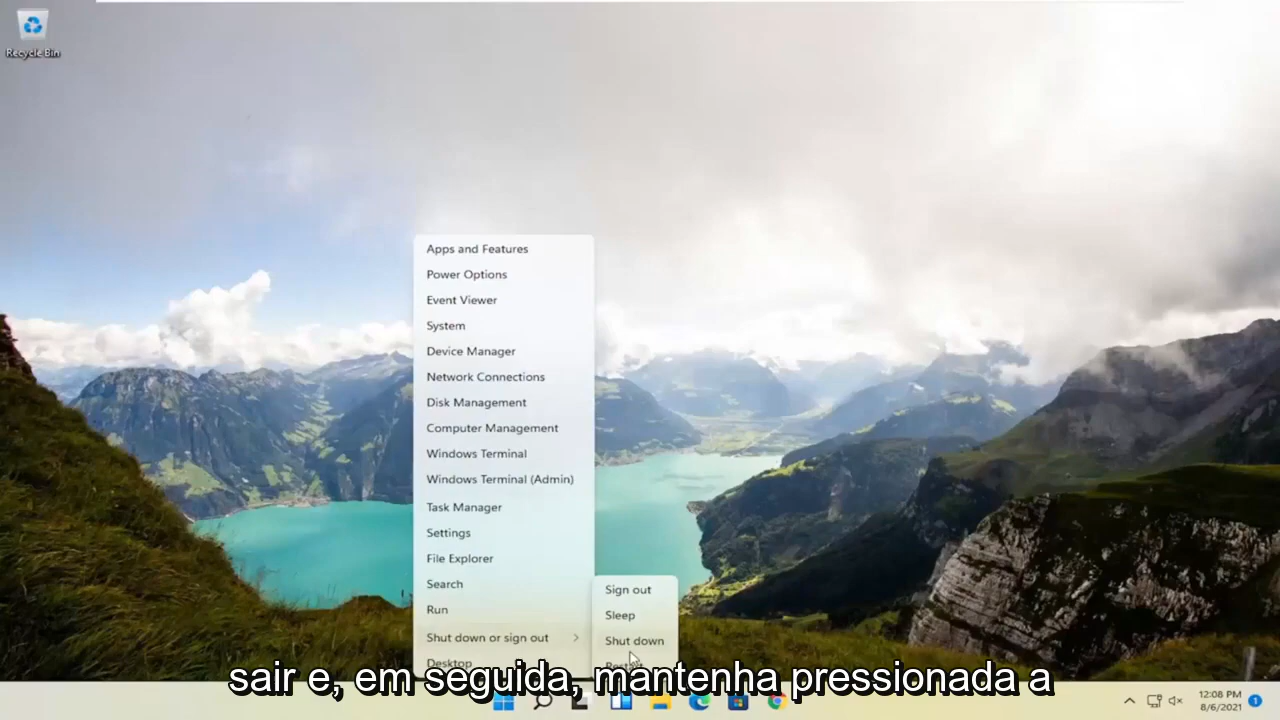 Recycle Bin
Apps and Features
Power Options
Event Viewer
System
Device Manager
Network Connections
Disk Management
Computer Management
Windows Terminal
Windows Terminal (Admin)
Task Manager
Settings
File Explorer
Search
Run
Shut down or sign out
Desktop
Sign out
Sleep
Shut down
sair e, em seguida, mantenha pressionada a
12:08 PM
8/6/2021
1